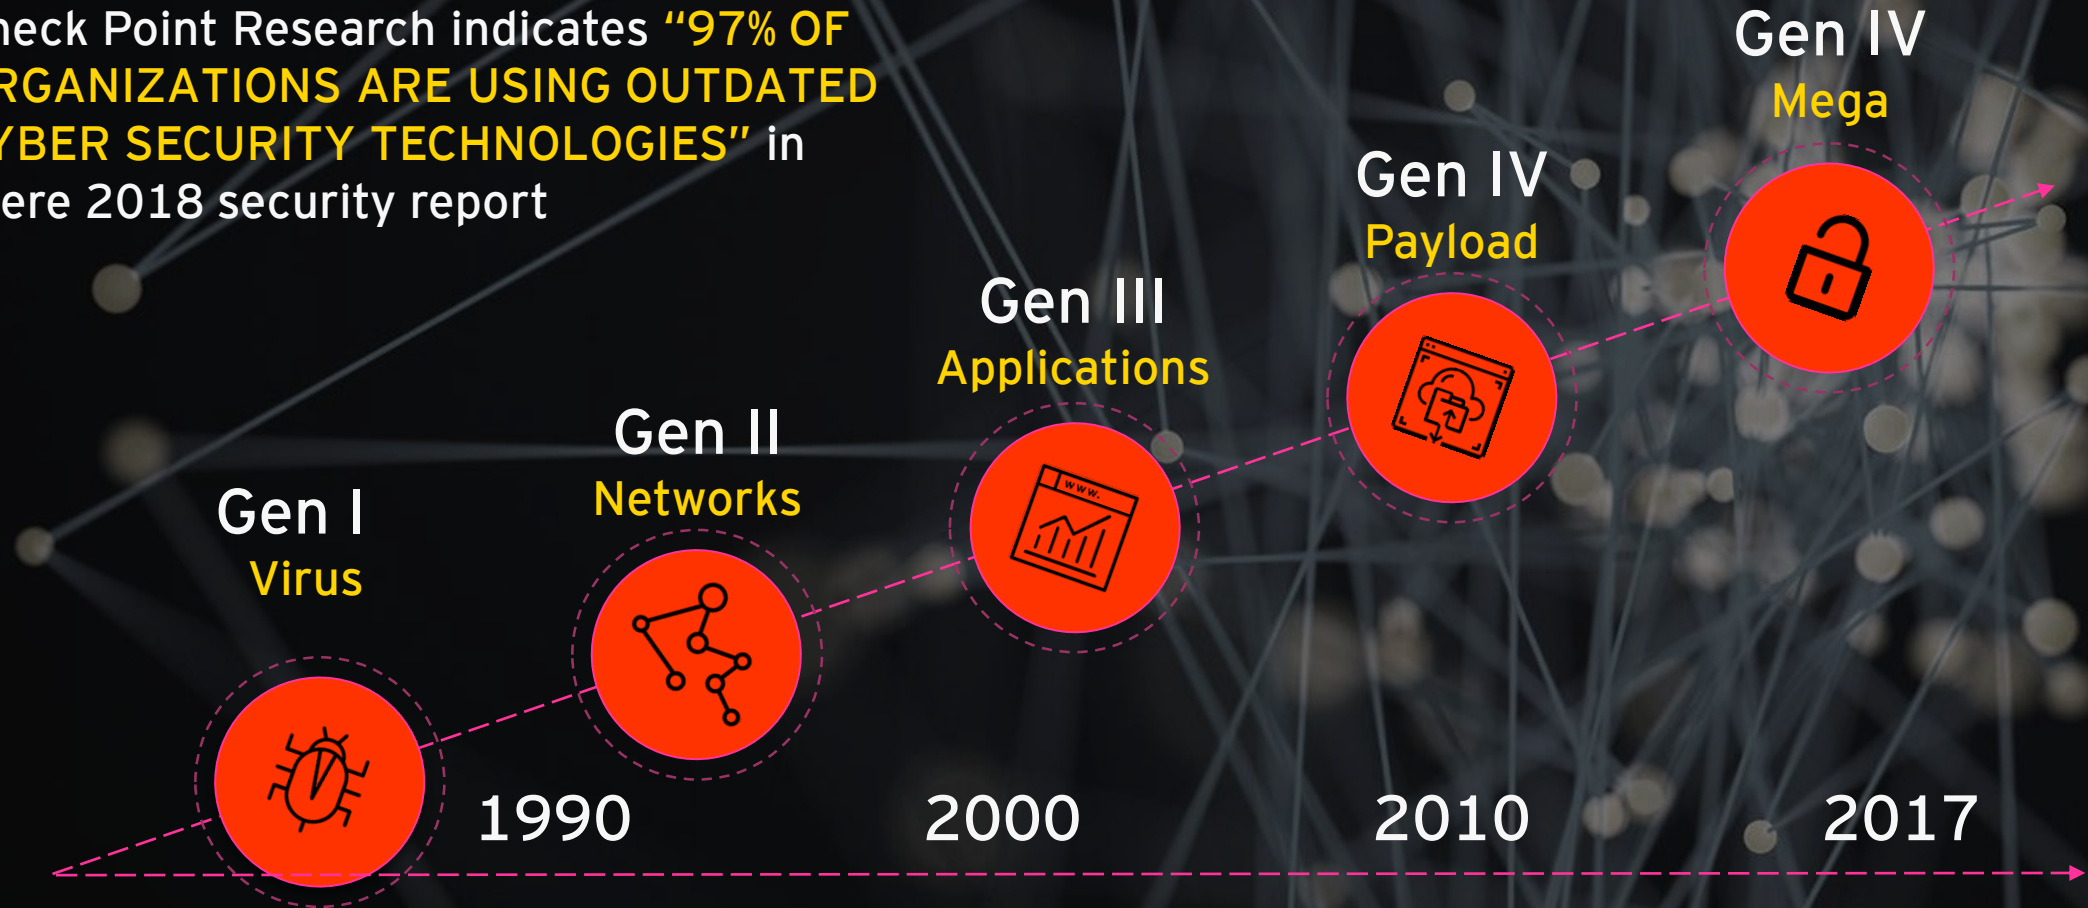 heck Point Research indicates “97% OF
RGANIZATIONS ARE USING OUTDATED
YBER SECURITY TECHNOLOGIES” in
ere 2018 security report
Gen I
Virus
Gen II
Networks
Gen III
Applications
www.
Gen IV
Payload
Gen IV
Mega
1990
2000
2010
2017